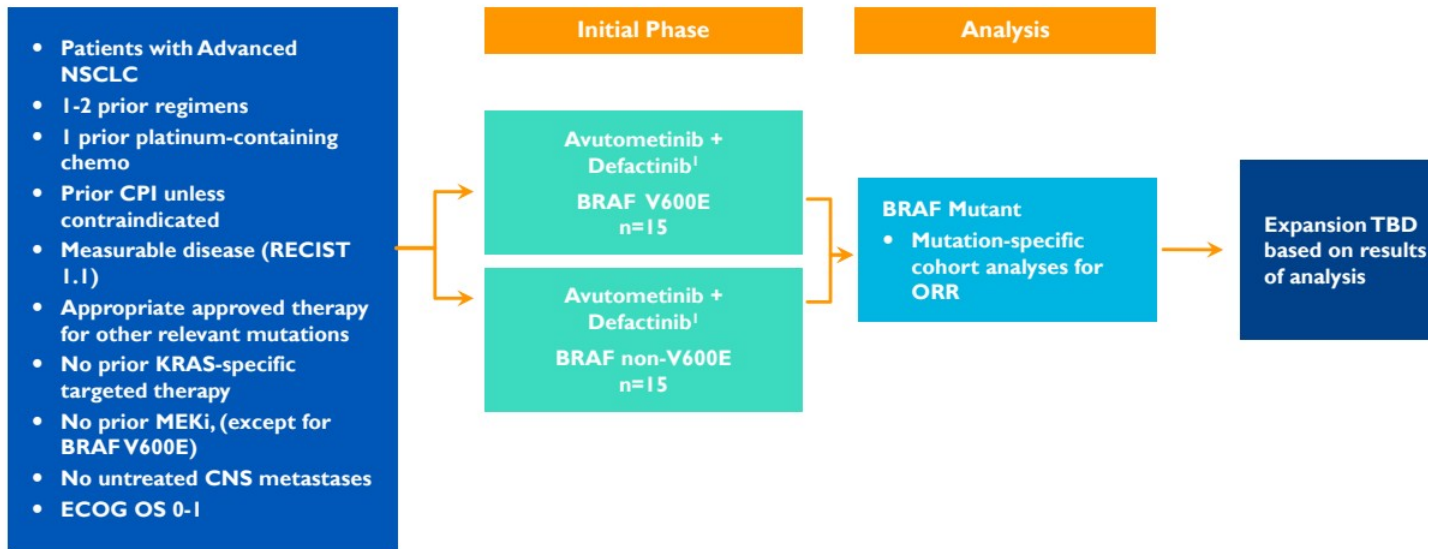 • Patients with Advanced
NSCLC
• 1-2 prior regimens
• 1 prior platinum-containing
chemo
• Prior CPI unless
contraindicated
• Measurable disease (RECIST
1.1)
• Appropriate approved therapy
for other relevant mutations
• No prior KRAS-specific
targeted therapy
• No prior MEKi, (except for
BRAF V600E)
• No untreated CNS metastases
• ECOG OS 0-1
Initial Phase
Avutometinib +
Defactinib¹
BRAF V600E
n=15
Avutometinib +
Defactinib¹
BRAF non-V600E
n=15
Analysis
BRAF Mutant
• Mutation-specific
cohort analyses for
ORR
Expansion TBD
based on results
of analysis